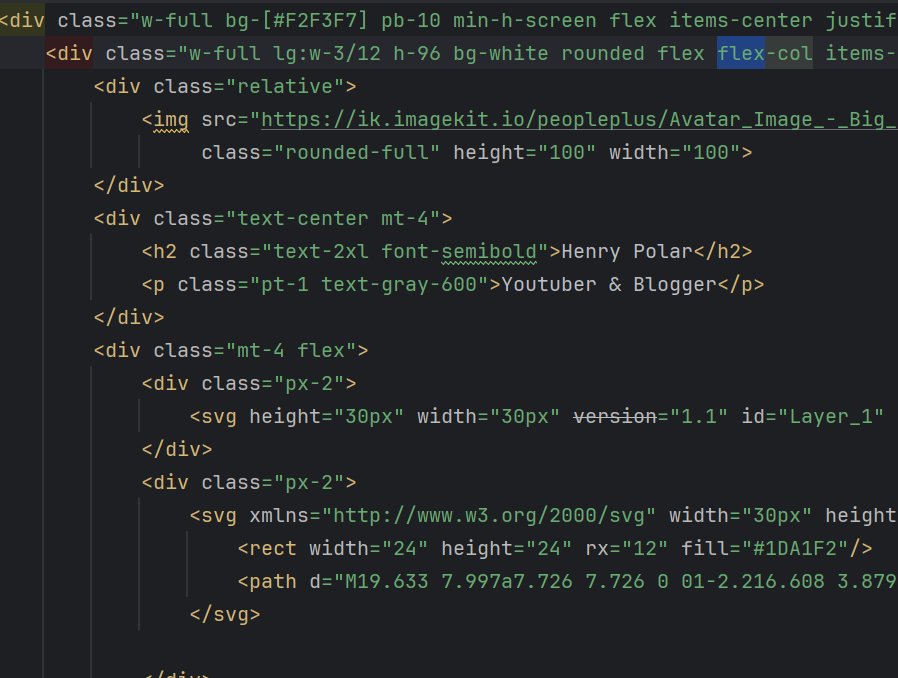 <div class="w-full bg-[#F2F3F7] pb-10 min-h-screen flex items-center justif
<div class="w-full lg:w-3/12 h-96 bg-white rounded flex flex-col items-
<div class="relative">
<img src="https://ik.imagekit.io/peopleplus/Avatar_Image_-_Big_
class="rounded-full" height="100" width="100">
</div>
<div class="text-center mt-4">
<h2 class="text-2xl font-semibold">Henry Polar</h2>
<p class="pt-1 text-gray-600">Youtuber & Blogger</p>
</div>
<div class="mt-4 flex">
<div class="px-2">
<svg height="30px" width="30px" version="1.1" id="Layer_1"
</div>
<div class="px-2">
<svg xmlns="http://www.w3.org/2000/svg" width="30px" height
<rect width="24" height="24" rx="12" fill="#1DA1F2"/>
<path d="M19.633 7.997a7.726 7.726 0 01-2.216.608 3.879
</svg>
</div>